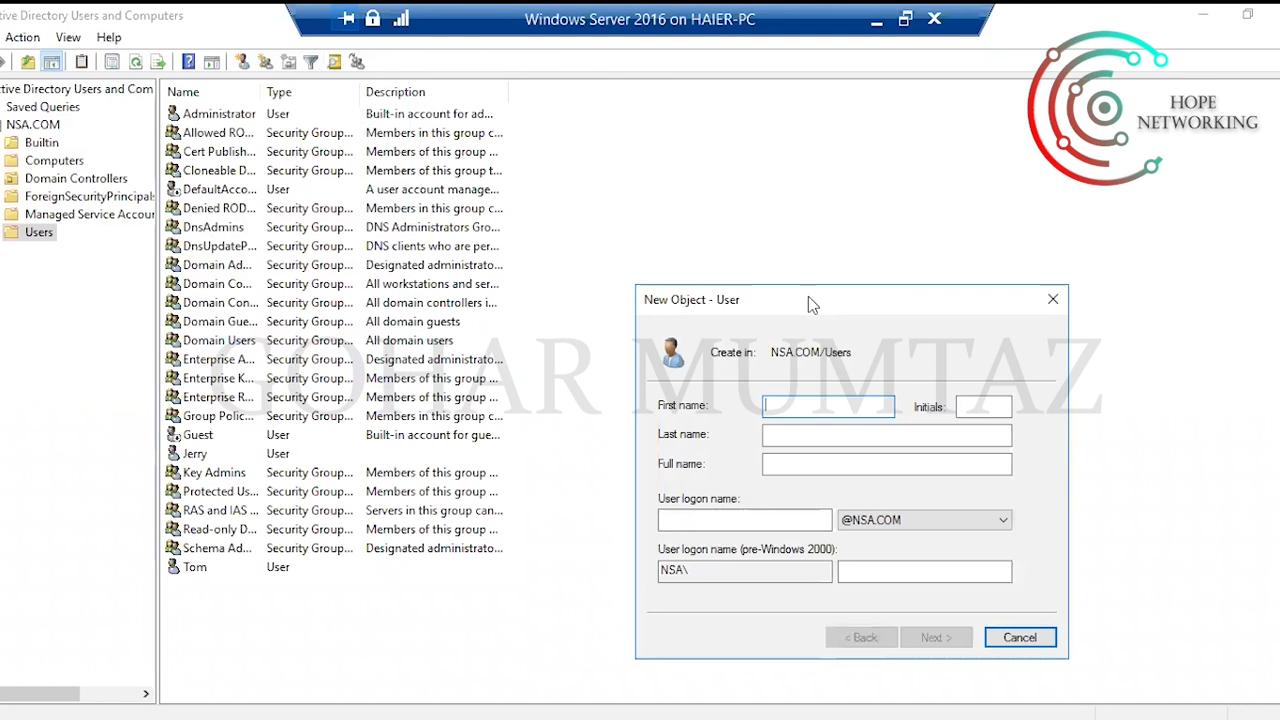 ctive Directory Users and Computers
Windows Server 2016 on HAIER-PC
Action View Help
HOPE
NETWORKING
ctive Directory Users and Com
Saved Queries
NSA.COM
Builtin
Computers
Domain Controllers
ForeignSecurityPrincipals
Managed Service Accour
Users
Name Type Description
Administrator User Built-in account for ad...
Allowed RO... Security Group... Members in this group c...
Cert Publish... Security Group... Members of this group ...
Cloneable D... Security Group... Members of this group t...
DefaultAcco... User A user account manage...
Denied ROD... Security Group... Members in this group c...
DnsAdmins Security Group... DNS Administrators Gro...
DnsUpdateP... Security Group... DNS clients who are per...
Domain Ad... Security Group... Designated administrato...
Domain Co... Security Group... All workstations and ser...
Domain Con... Security Group... All domain controllers i...
Domain Gue... Security Group... All domain guests
Domain Users Security Group... All domain users
Enterprise A... Security Group... Designated administrato...
Enterprise K... Security Group... Members of this group ...
Enterprise R... Security Group... Members of this group ...
Group Polic... Security Group... Members in this group c...
Guest User Built-in account for gue...
Jerry User
Key Admins Security Group... Members of this group ...
Protected Us... Security Group... Members of this group ...
RAS and IAS ... Security Group... Servers in this group can...
Read-only D... Security Group... Members of this group ...
Schema Ad... Security Group... Designated administrato...
Tom User
GOHAR MUMTAZ
New Object - User
Create in: NSA.COM/Users
First name: Initials:
Last name:
Full name:
User logon name:
@NSA.COM
User logon name (pre-Windows 2000):
NSA\
< Back Next > Cancel